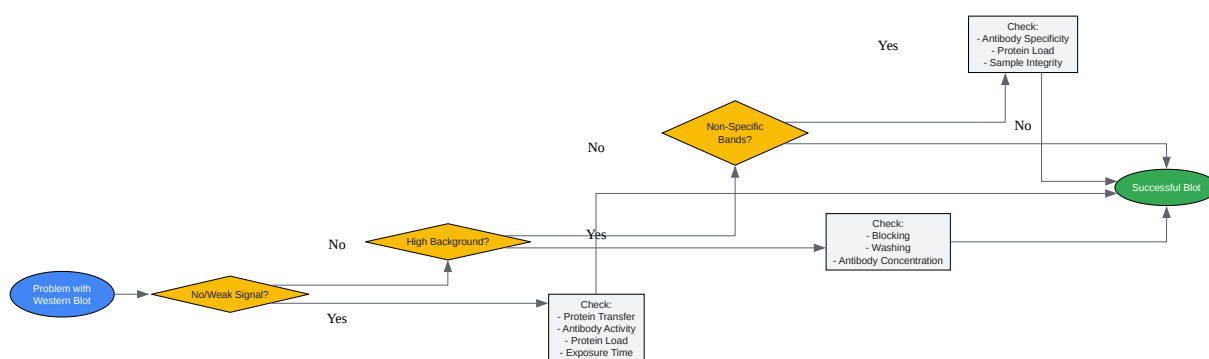 Problem with
Western Blot
No/Weak Signal?
No
Yes
High Background?
No
Yes
Check:
- Protein Transfer
- Antibody Activity
- Protein Load
- Exposure Time
Non-Specific
Bands?
Yes
No
Check:
- Blocking
- Washing
- Antibody Concentration
Check:
- Antibody Specificity
- Protein Load
- Sample Integrity
Successful Blot